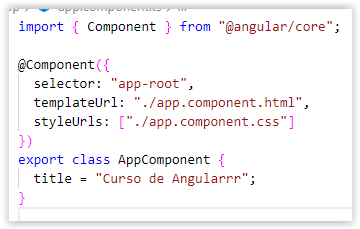 import { Component } from "@angular/core";
@Component({
selector: "app-root",
templateUrl: "./app.component.html",
styleUrls: ["./app.component.css"]
})
export class AppComponent {
title = "Curso de Angularrr";
}